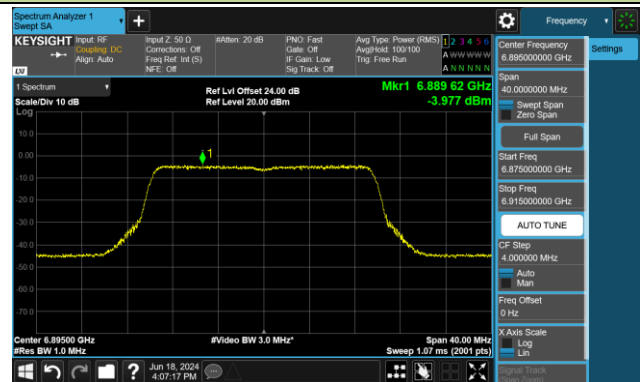 Spectrum Analyzer 1
Swept SA
Frequency
KEYSIGHT
Input: RF
Coupling: DC
Align: Auto
Input Z: 50 Ω
Corrections: Off
Freq Ref: Int (S)
NFE: Off
#Atten: 20 dB
PNO: Fast
Gate: Off
IF Gain: Low
Sig Track: Off
Avg Type: Power (RMS)
Avg|Hold: 100/100
Trig: Free Run
1 2 3 4 5 6
A W W W W W
A N N N N N
LXI
1 Spectrum
Scale/Div 10 dB
Log
Ref Lvl Offset 24.00 dB
Ref Level 20.00 dBm
Mkr1 6.889 62 GHz
-3.977 dBm
1
10.0
0.00
-10.0
-20.0
-30.0
-40.0
-50.0
-60.0
-70.0
Center 6.89500 GHz
#Res BW 1.0 MHz
#Video BW 3.0 MHz*
Span 40.00 MHz
Sweep 1.07 ms (2001 pts)
Jun 18, 2024
4:07:17 PM
Center Frequency
6.895000000 GHz
Settings
Span
40.0000000 MHz
Swept Span
Zero Span
Full Span
Start Freq
6.875000000 GHz
Stop Freq
6.915000000 GHz
AUTO TUNE
CF Step
4.000000 MHz
Auto
Man
Freq Offset
0 Hz
X Axis Scale
Log
Lin
Signal Track